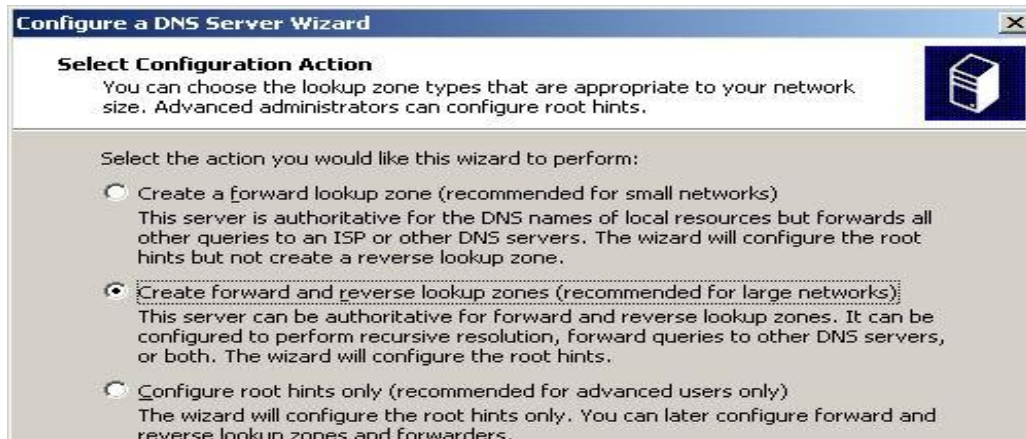 Configure a DNS Server Wizard
Select Configuration Action
You can choose the lookup zone types that are appropriate to your network
size. Advanced administrators can configure root hints.
Select the action you would like this wizard to perform:
Create a forward lookup zone (recommended for small networks)
This server is authoritative for the DNS names of local resources but forwards all
other queries to an ISP or other DNS servers. The wizard will configure the root
hints but not create a reverse lookup zone.
Create forward and reverse lookup zones (recommended for large networks)
This server can be authoritative for forward and reverse lookup zones. It can be
configured to perform recursive resolution, forward queries to other DNS servers,
or both. The wizard will configure the root hints.
Configure root hints only (recommended for advanced users only)
The wizard will configure the root hints only. You can later configure forward and
reverse lookup zones and forwarders.